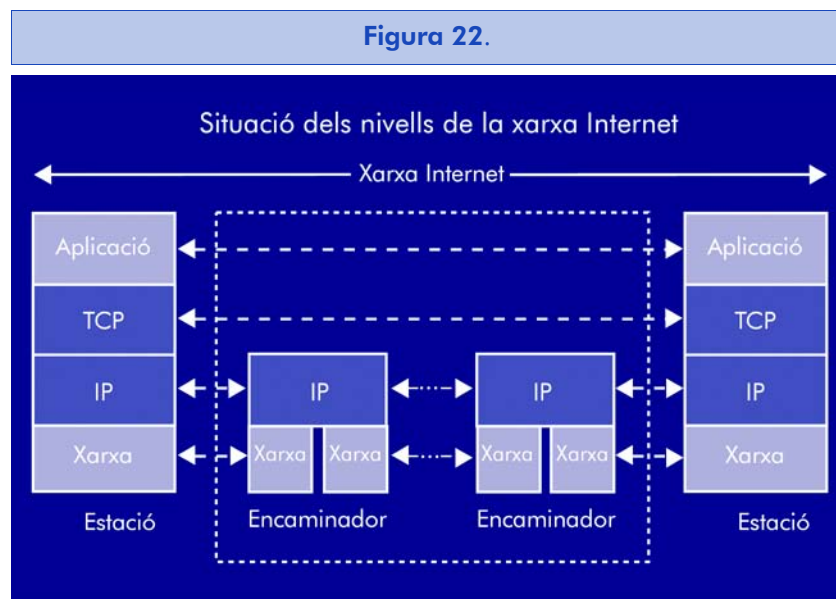 Figura 22.
Situació dels nivells de la xarxa Internet
Xarxa Internet
Aplicació Aplicació
TCP TCP
IP IP IP IP
Xarxa Xarxa Xarxa Xarxa Xarxa Xarxa
Estació Encaminador Encaminador Estació